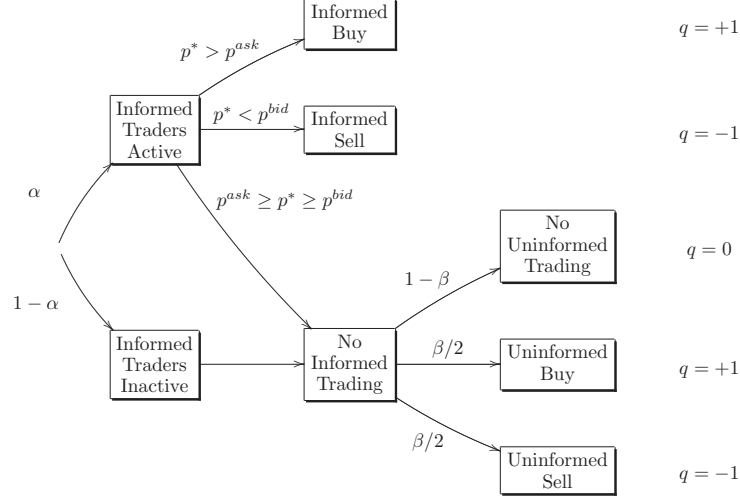 Informed
Buy
q = +1
p* > p^{ask}
Informed
Traders
Active
p* < p^{bid}
Informed
Sell
q = −1
α
p^{ask} ≥ p* ≥ p^{bid}
No
Uninformed
Trading
q = 0
1 − β
1 − α
Informed
Traders
Inactive
No
Informed
Trading
β/2
Uninformed
Buy
q = +1
β/2
Uninformed
Sell
q = −1